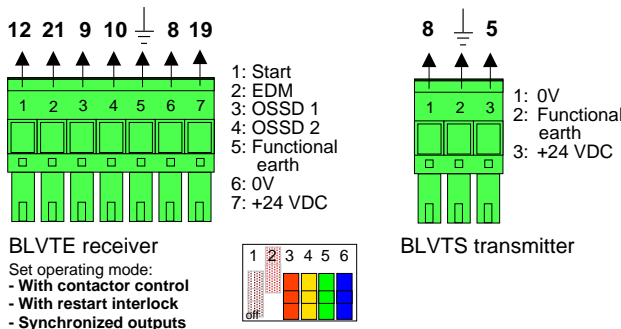 12 21 9 10 8 19
1 2 3 4 5 6 7
1: Start
2: EDM
3: OSSD 1
4: OSSD 2
5: Functional
earth
6: 0V
7: +24 VDC
8 5
1 2 3
1: 0V
2: Functional
earth
3: +24 VDC
BLVTE receiver
Set operating mode:
- With contactor control
- With restart interlock
- Synchronized outputs
1 2 3 4 5 6
off
BLVTS transmitter